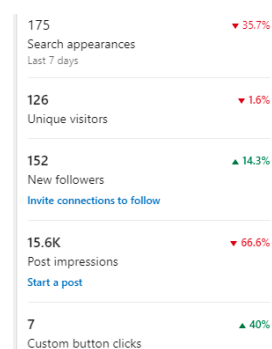 175 ▼ 35.7%
Search appearances
Last 7 days
126 ▼ 1.6%
Unique visitors
152 ▲ 14.3%
New followers
Invite connections to follow
15.6K ▼ 66.6%
Post impressions
Start a post
7 ▲ 40%
Custom button clicks